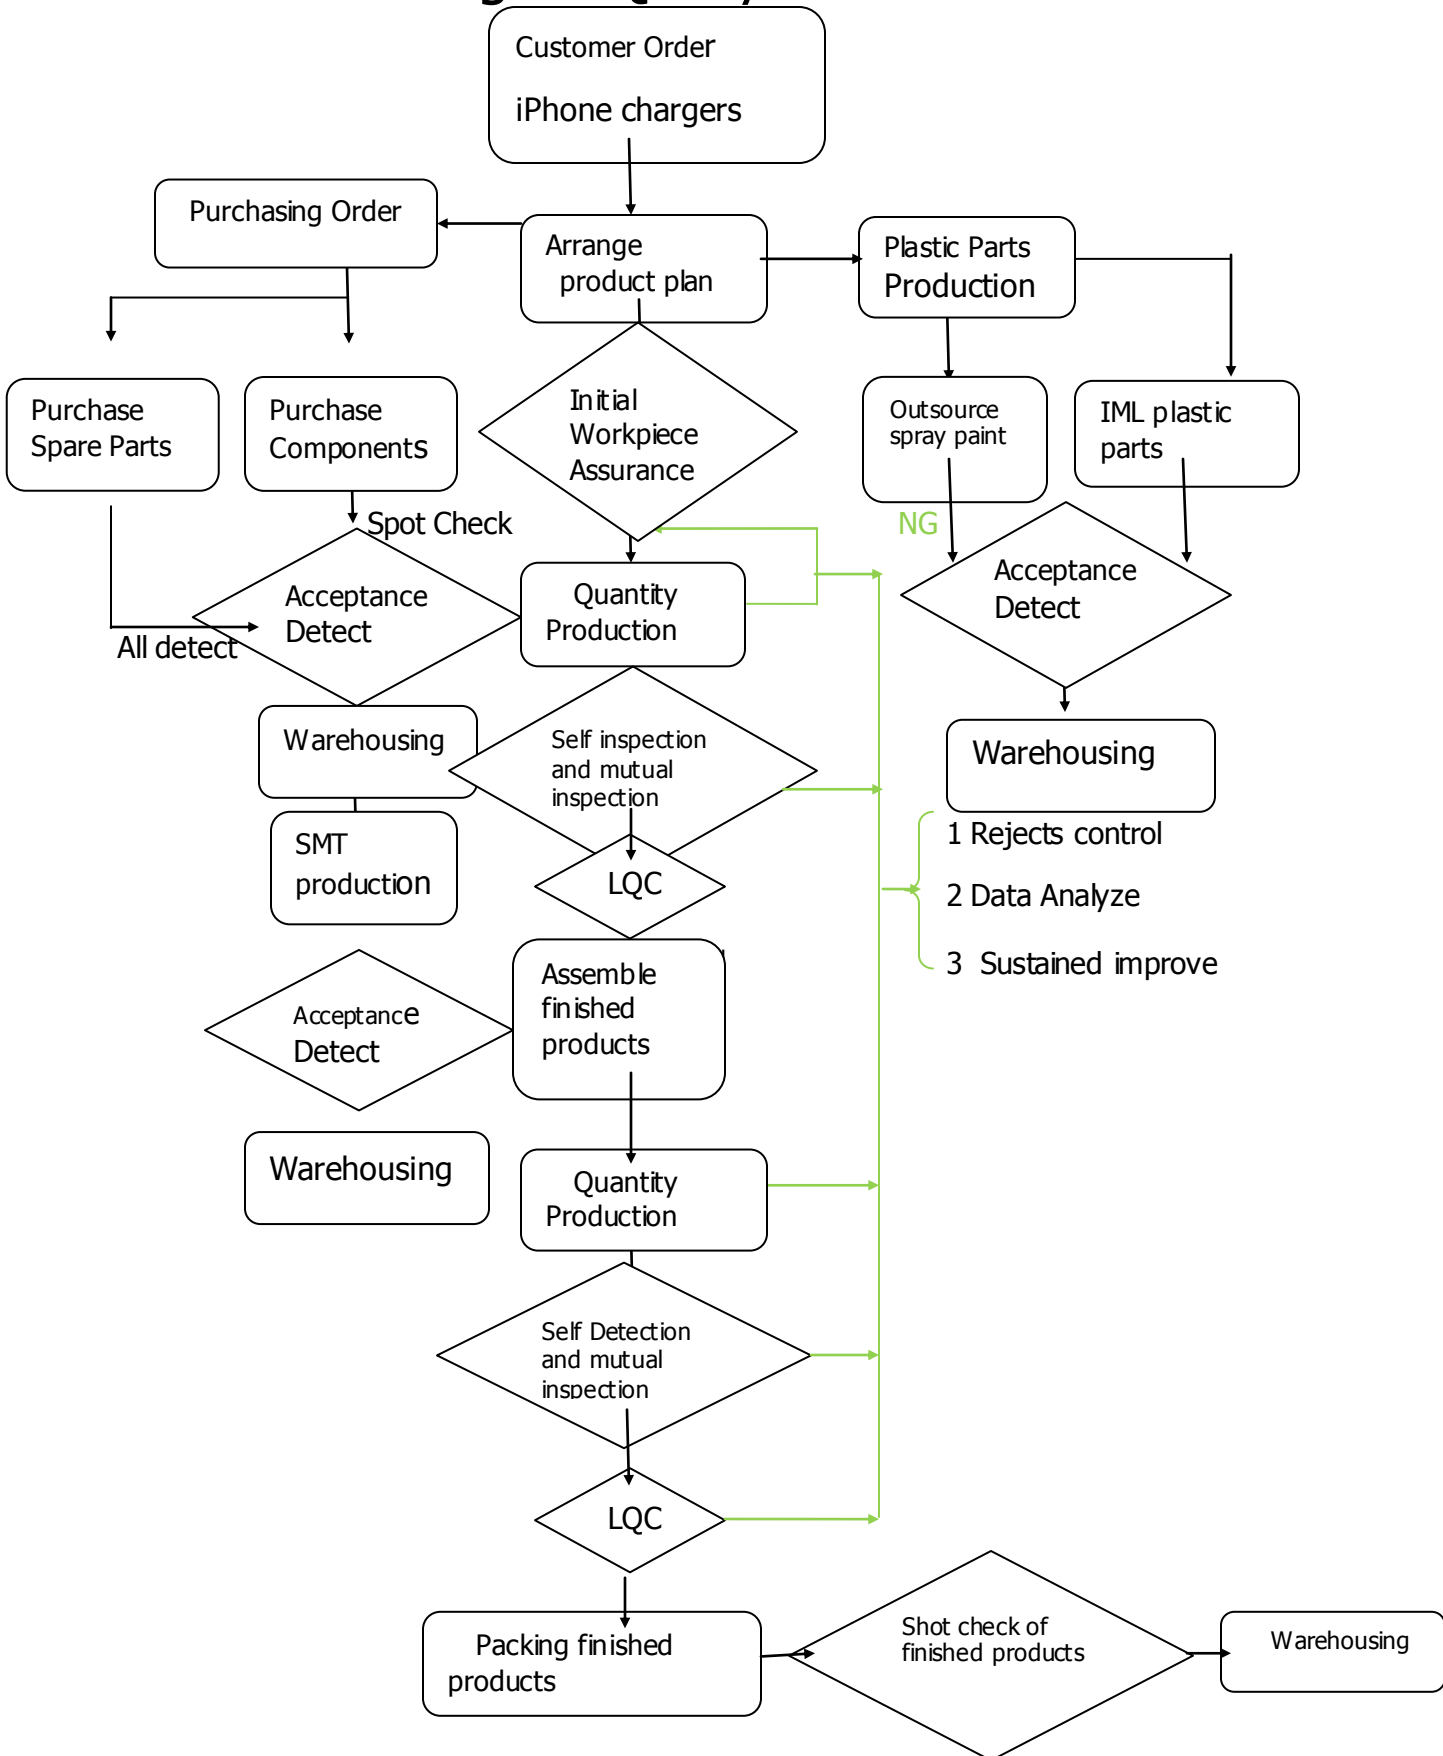 Customer Order
iPhone chargers
Purchasing Order
Arrange
product plan
Plastic Parts
Production
Purchase
Spare Parts
Purchase
Components
Initial
Workpiece
Assurance
Outsource
spray paint
IML plastic
parts
Spot Check
NG
Acceptance
Detect
All detect
Quantity
Production
Acceptance
Detect
Warehousing
Self inspection
and mutual
inspection
Warehousing
SMT
production
LQC
1 Rejects control
2 Data Analyze
3 Sustained improve
Acceptance
Detect
Assemble
finished
products
Warehousing
Quantity
Production
Self Detection
and mutual
inspection
LQC
Packing finished
products
Shot check of
finished products
Warehousing